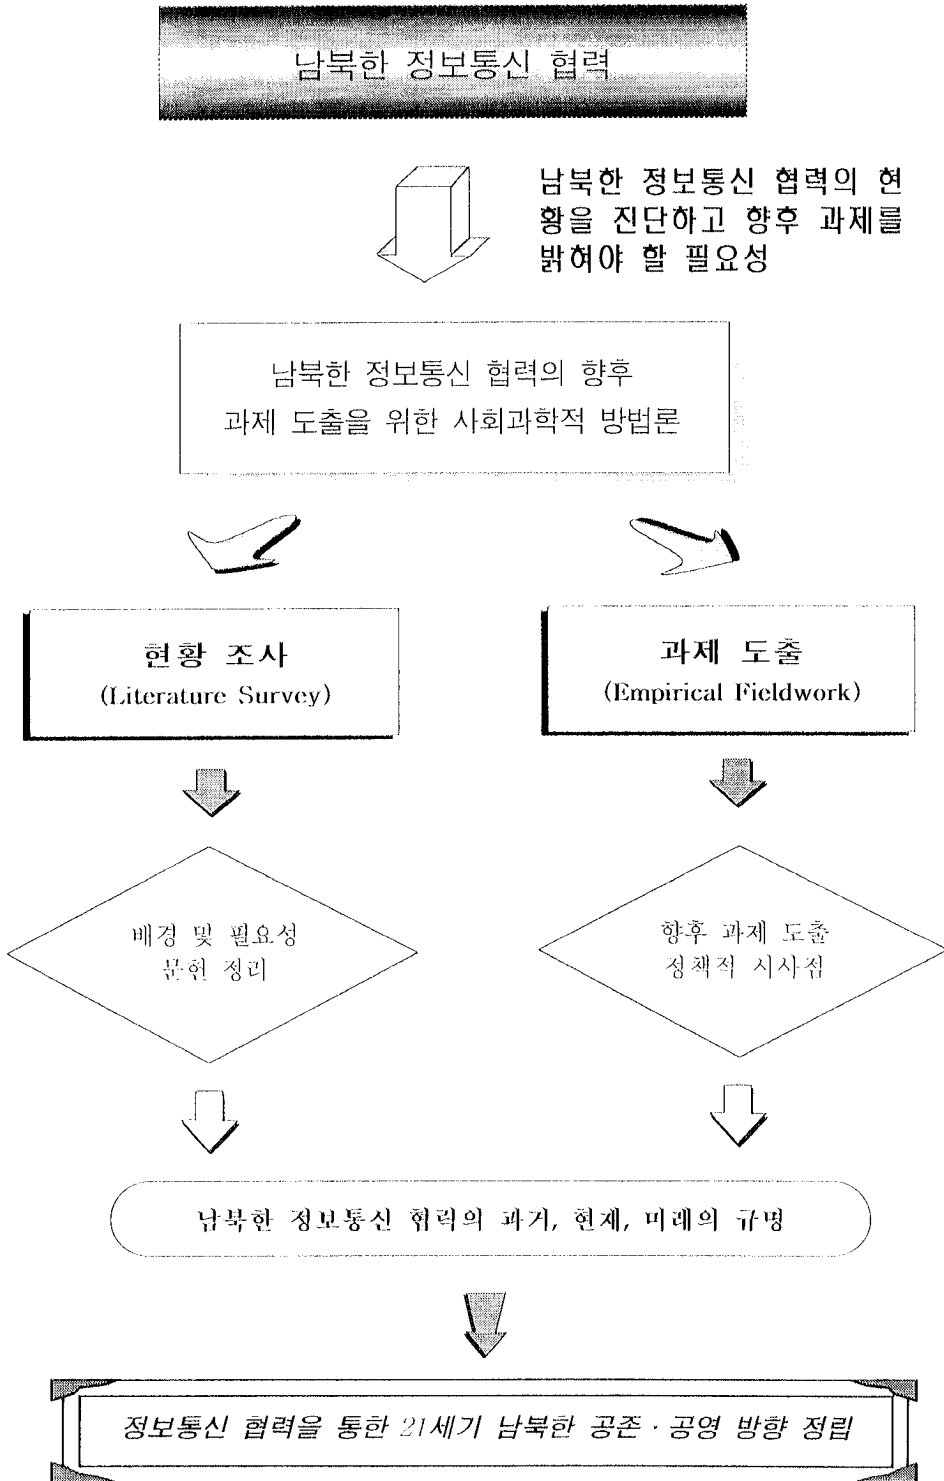 남북한 정보통신 협력
남북한 정보통신 협력의 현
황을 진단하고 향후 과제를
밝혀야 할 필요성
남북한 정보통신 협력의 향후
과제 도출을 위한 사회과학적 방법론
현황 조사
(Literature Survey)
과제 도출
(Empirical Fieldwork)
배경 및 필요성
문헌 정리
향후 과제 도출
정책적 시사점
남북한 정보통신 협력의 과거, 현재, 미래의 규명
정보통신 협력을 통한 21세기 남북한 공존 · 공영 방향 정립